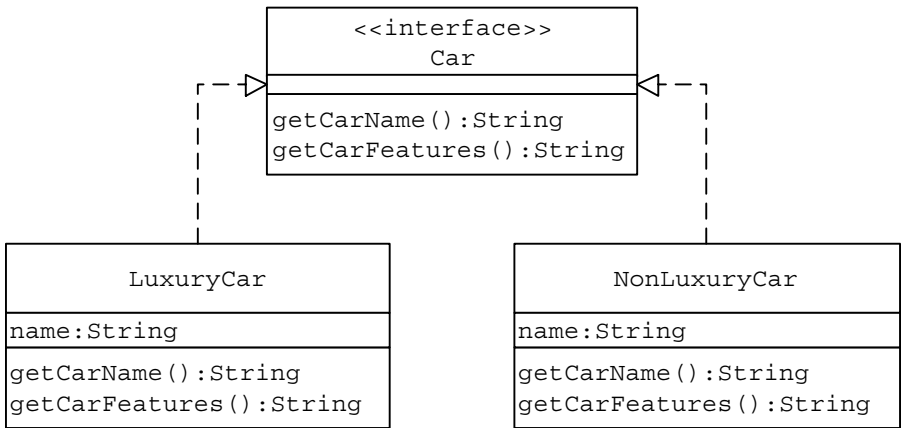 <<interface>>
Car
getCarName():String
getCarFeatures():String
LuxuryCar
name:String
getCarName():String
getCarFeatures():String
NonLuxuryCar
name:String
getCarName():String
getCarFeatures():String